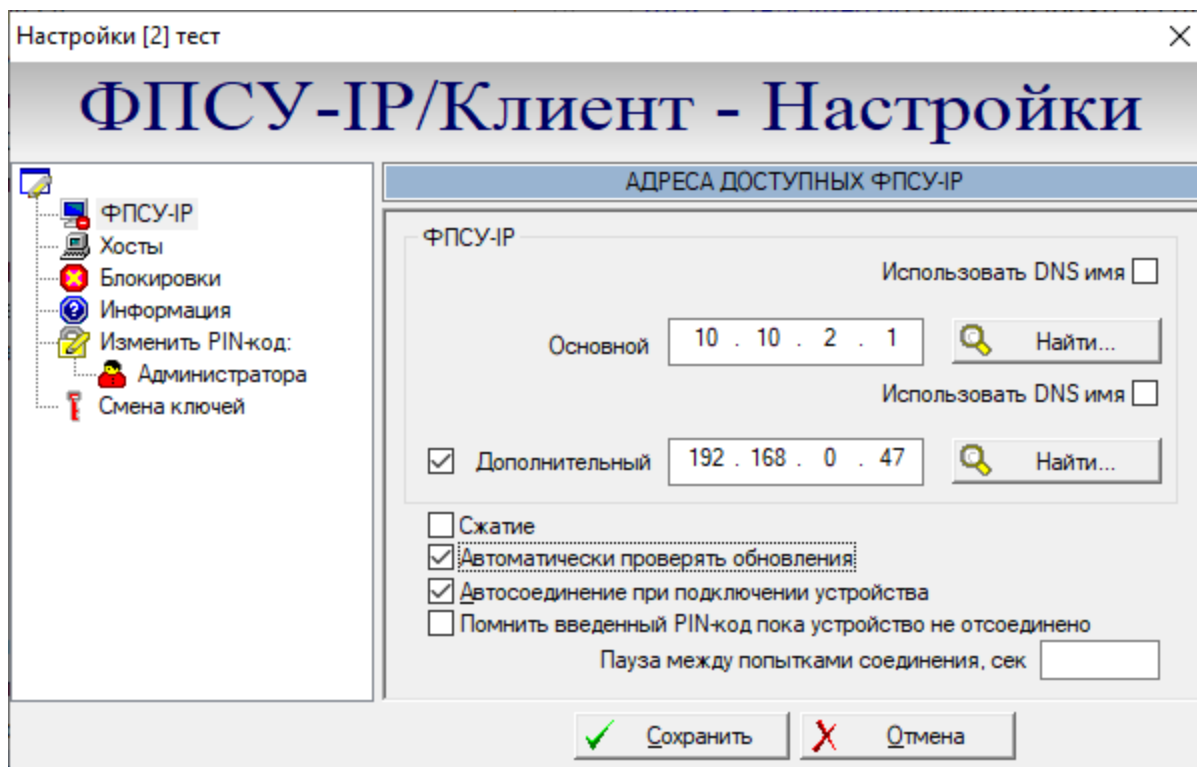 Настройки [2] тест
ФПСУ-IP/Клиент - Настройки
ФПСУ-IP
Хосты
Блокировки
Информация
Изменить PIN-код:
Администратора
Смена ключей
АДРЕСА ДОСТУПНЫХ ФПСУ-IP
ФПСУ-IP
Использовать DNS имя
Основной 10 . 10 . 2 . 1 Найти...
Использовать DNS имя
Дополнительный 192 . 168 . 0 . 47 Найти...
Сжатие
Автоматически проверять обновления
Автосоединение при подключении устройства
Помнить введенный PIN-код пока устройство не отсоединено
Пауза между попытками соединения, сек
Сохранить Отмена